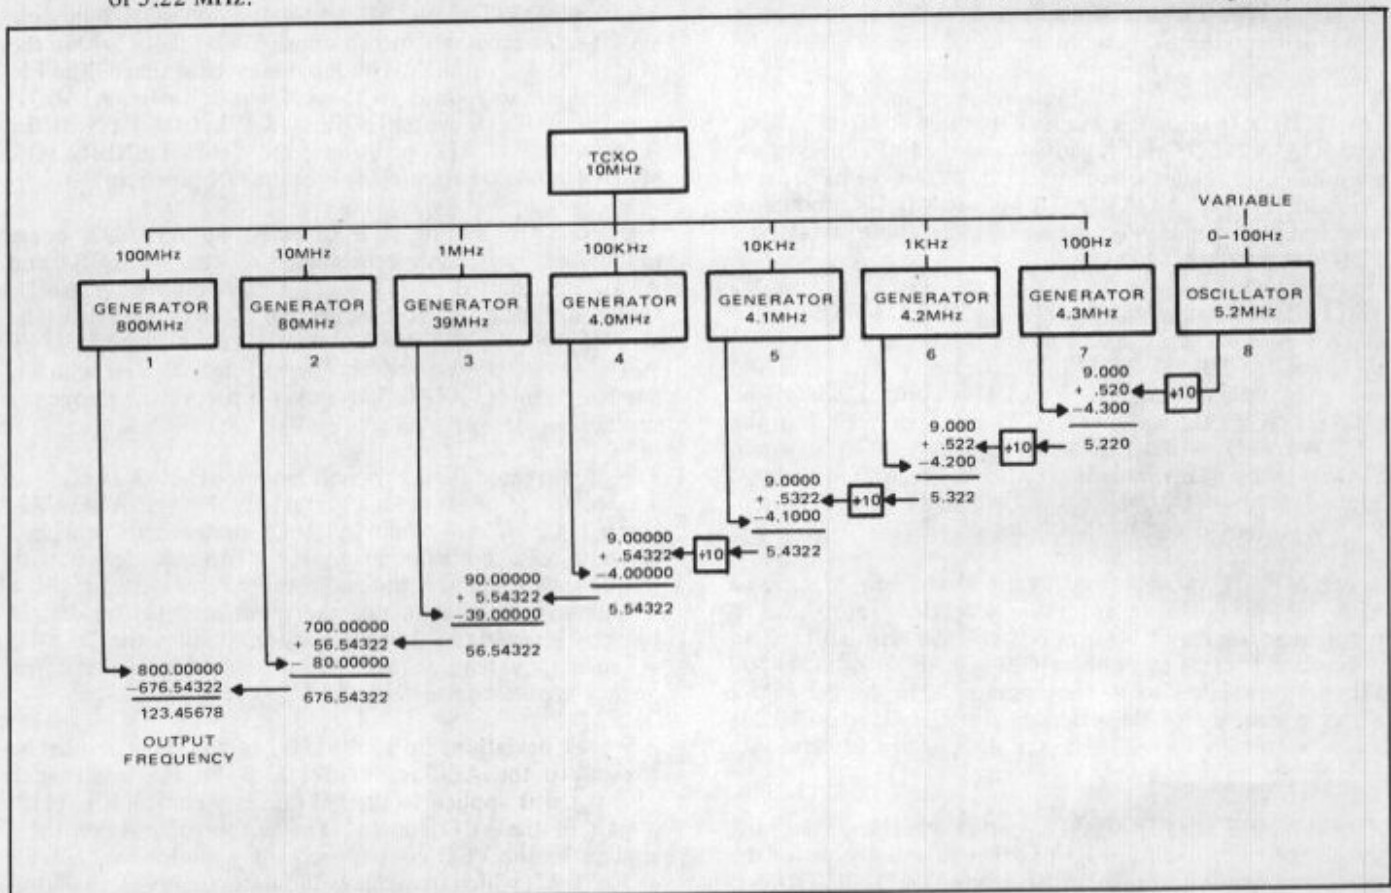 of 5.22 MHz.
TCXO
10MHz
VARIABLE
0–100Hz
100MHz
10MHz
1MHz
100KHz
10KHz
1KHz
100Hz
GENERATOR
800MHz
1
GENERATOR
80MHz
2
GENERATOR
39MHz
3
GENERATOR
4.0MHz
4
GENERATOR
4.1MHz
5
GENERATOR
4.2MHz
6
GENERATOR
4.3MHz
7
OSCILLATOR
5.2MHz
8
9.000
+ .520
÷10
−4.300
5.220
9.000
+ .522
÷10
−4.200
5.322
9.0000
+ .5322
÷10
−4.1000
5.4322
9.00000
+ .54322
÷10
−4.00000
5.54322
90.00000
+ 5.54322
−39.00000
56.54322
700.00000
+ 56.54322
− 80.00000
676.54322
800.00000
−676.54322
123.45678
OUTPUT
FREQUENCY